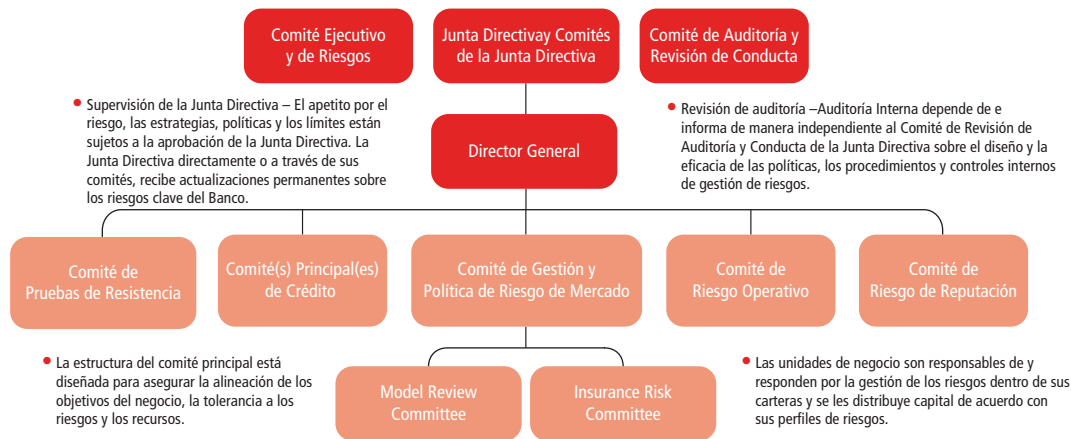 Comité Ejecutivo
y de Riesgos
Junta Directivay Comités
de la Junta Directiva
Comité de Auditoría y
Revisión de Conducta
• Supervisión de la Junta Directiva – El apetito por el
riesgo, las estrategias, políticas y los límites están
sujetos a la aprobación de la Junta Directiva. La
Junta Directiva directamente o a través de sus
comités, recibe actualizaciones permanentes sobre
los riesgos clave del Banco.
Director General
• Revisión de auditoría –Auditoría Interna depende de e
informa de manera independiente al Comité de Revisión de
Auditoría y Conducta de la Junta Directiva sobre el diseño y la
eficacia de las políticas, los procedimientos y controles internos
de gestión de riesgos.
Comité de
Pruebas de Resistencia
Comité(s) Principal(es)
de Crédito
Comité de Gestión y
Política de Riesgo de Mercado
Comité de
Riesgo Operativo
Comité de
Riesgo de Reputación
• La estructura del comité principal está
diseñada para asegurar la alineación de los
objetivos del negocio, la tolerancia a los
riesgos y los recursos.
Model Review
Committee
Insurance Risk
Committee
• Las unidades de negocio son responsables de y
responden por la gestión de los riesgos dentro de sus
carteras y se les distribuye capital de acuerdo con
sus perfiles de riesgos.